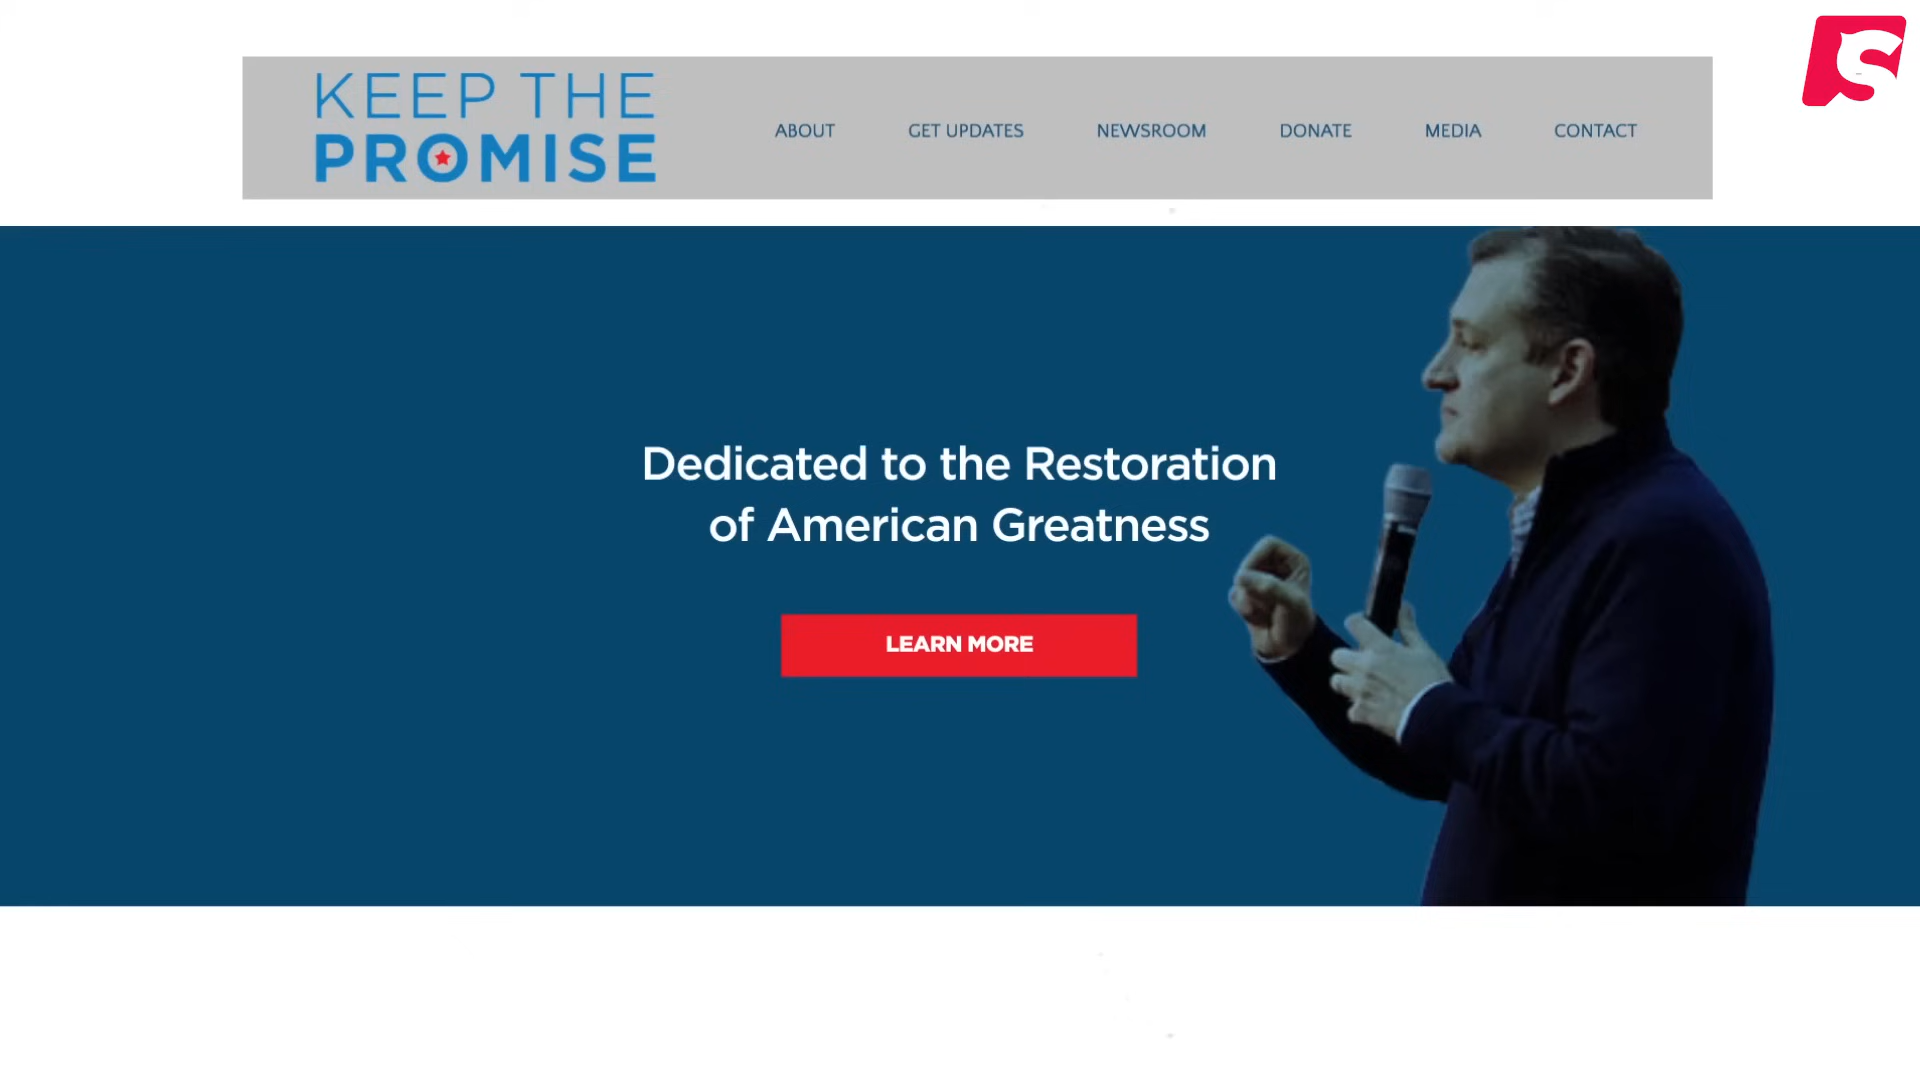 KEEP THE
PROMISE
ABOUT
GET UPDATES
NEWSROOM
DONATE
MEDIA
CONTACT
S
Dedicated to the Restoration
of American Greatness
LEARN MORE